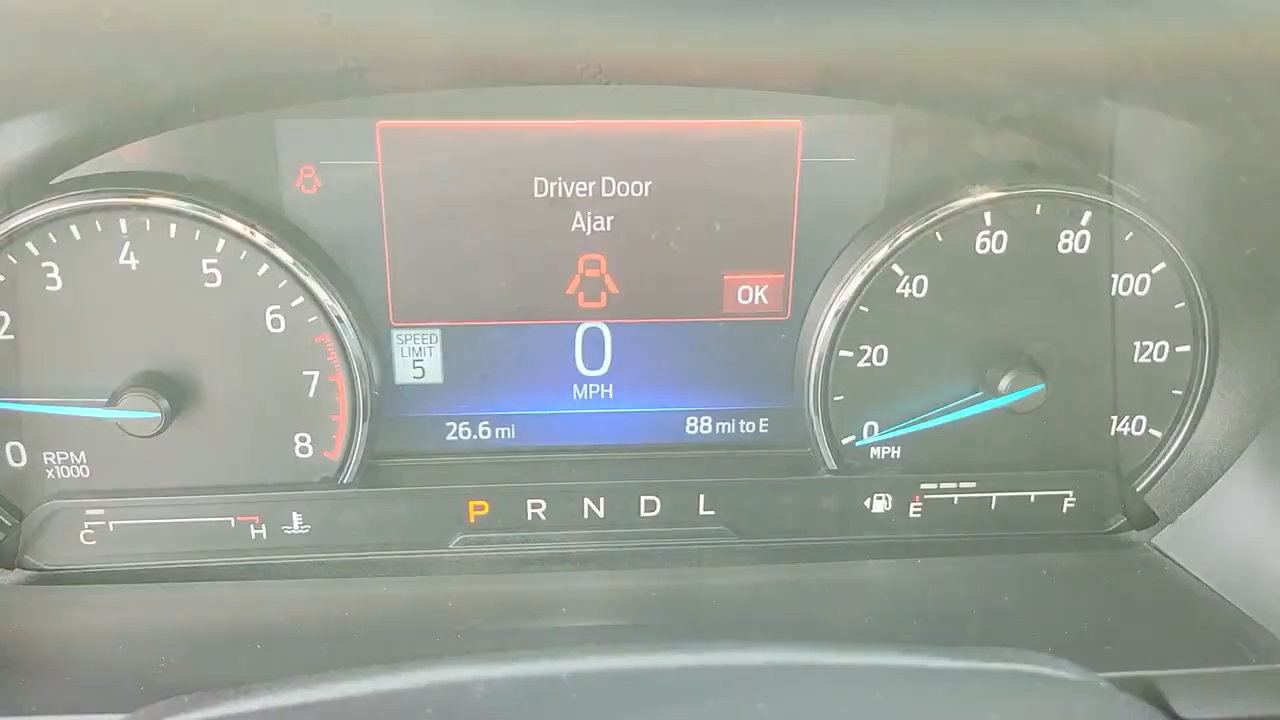 Driver Door
Ajar
OK
SPEED
LIMIT
5
0
MPH
26.6 mi
88 mi to E
0
2
3
4
5
6
7
8
RPM
x1000
0
20
40
60
80
100
120
140
MPH
C
H
P R N D L
E
F